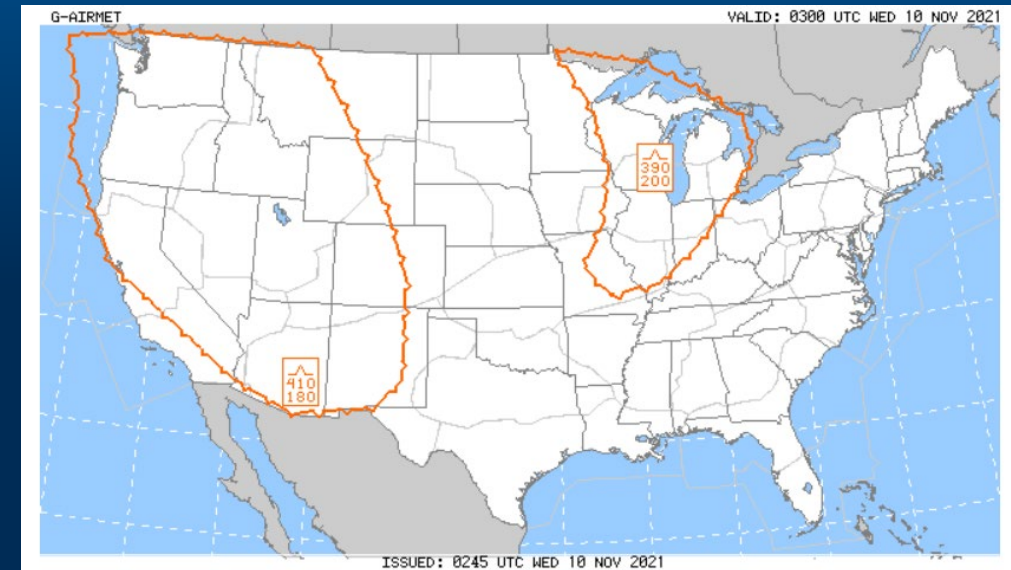 G-AIRMET
VALID: 0300 UTC WED 10 NOV 2021
390
200
410
180
ISSUED: 0245 UTC WED 10 NOV 2021